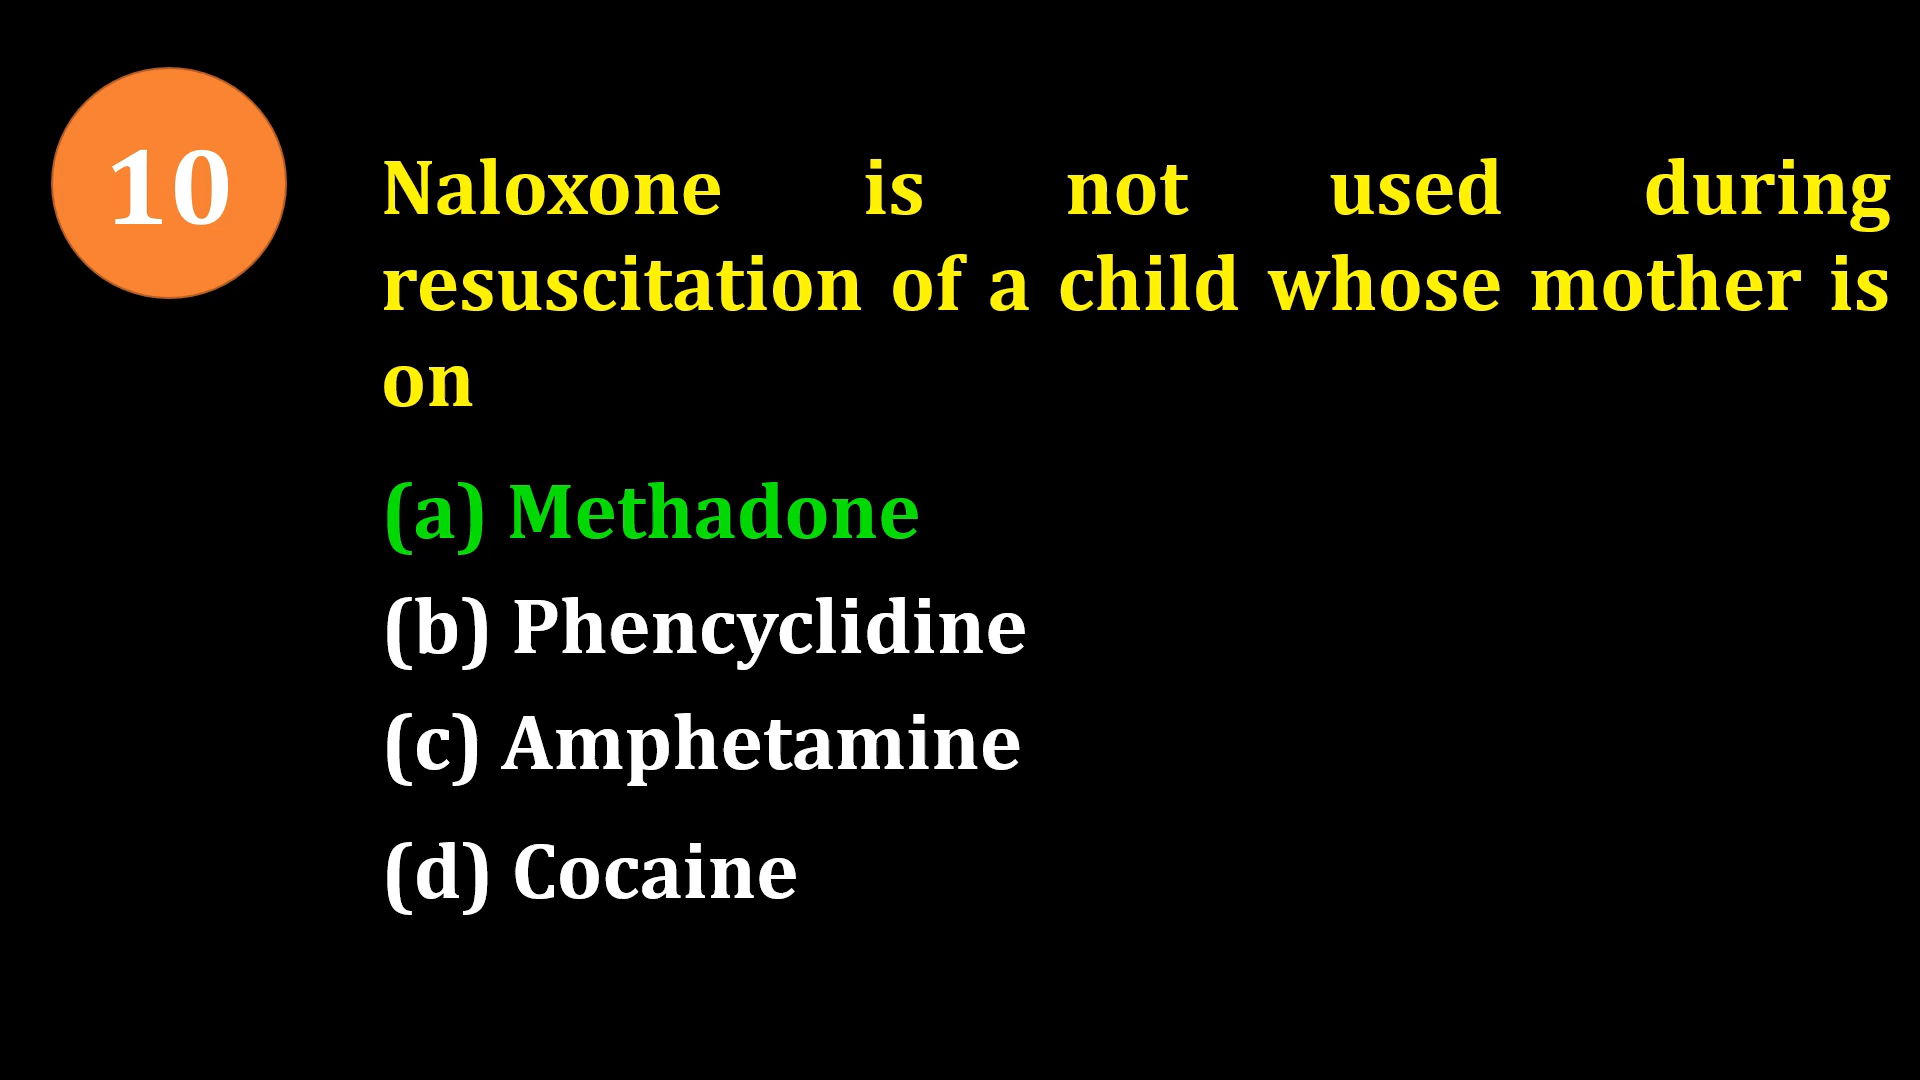 10
Naloxone is not used during
resuscitation of a child whose mother is
on
(a) Methadone
(b) Phencyclidine
(c) Amphetamine
(d) Cocaine